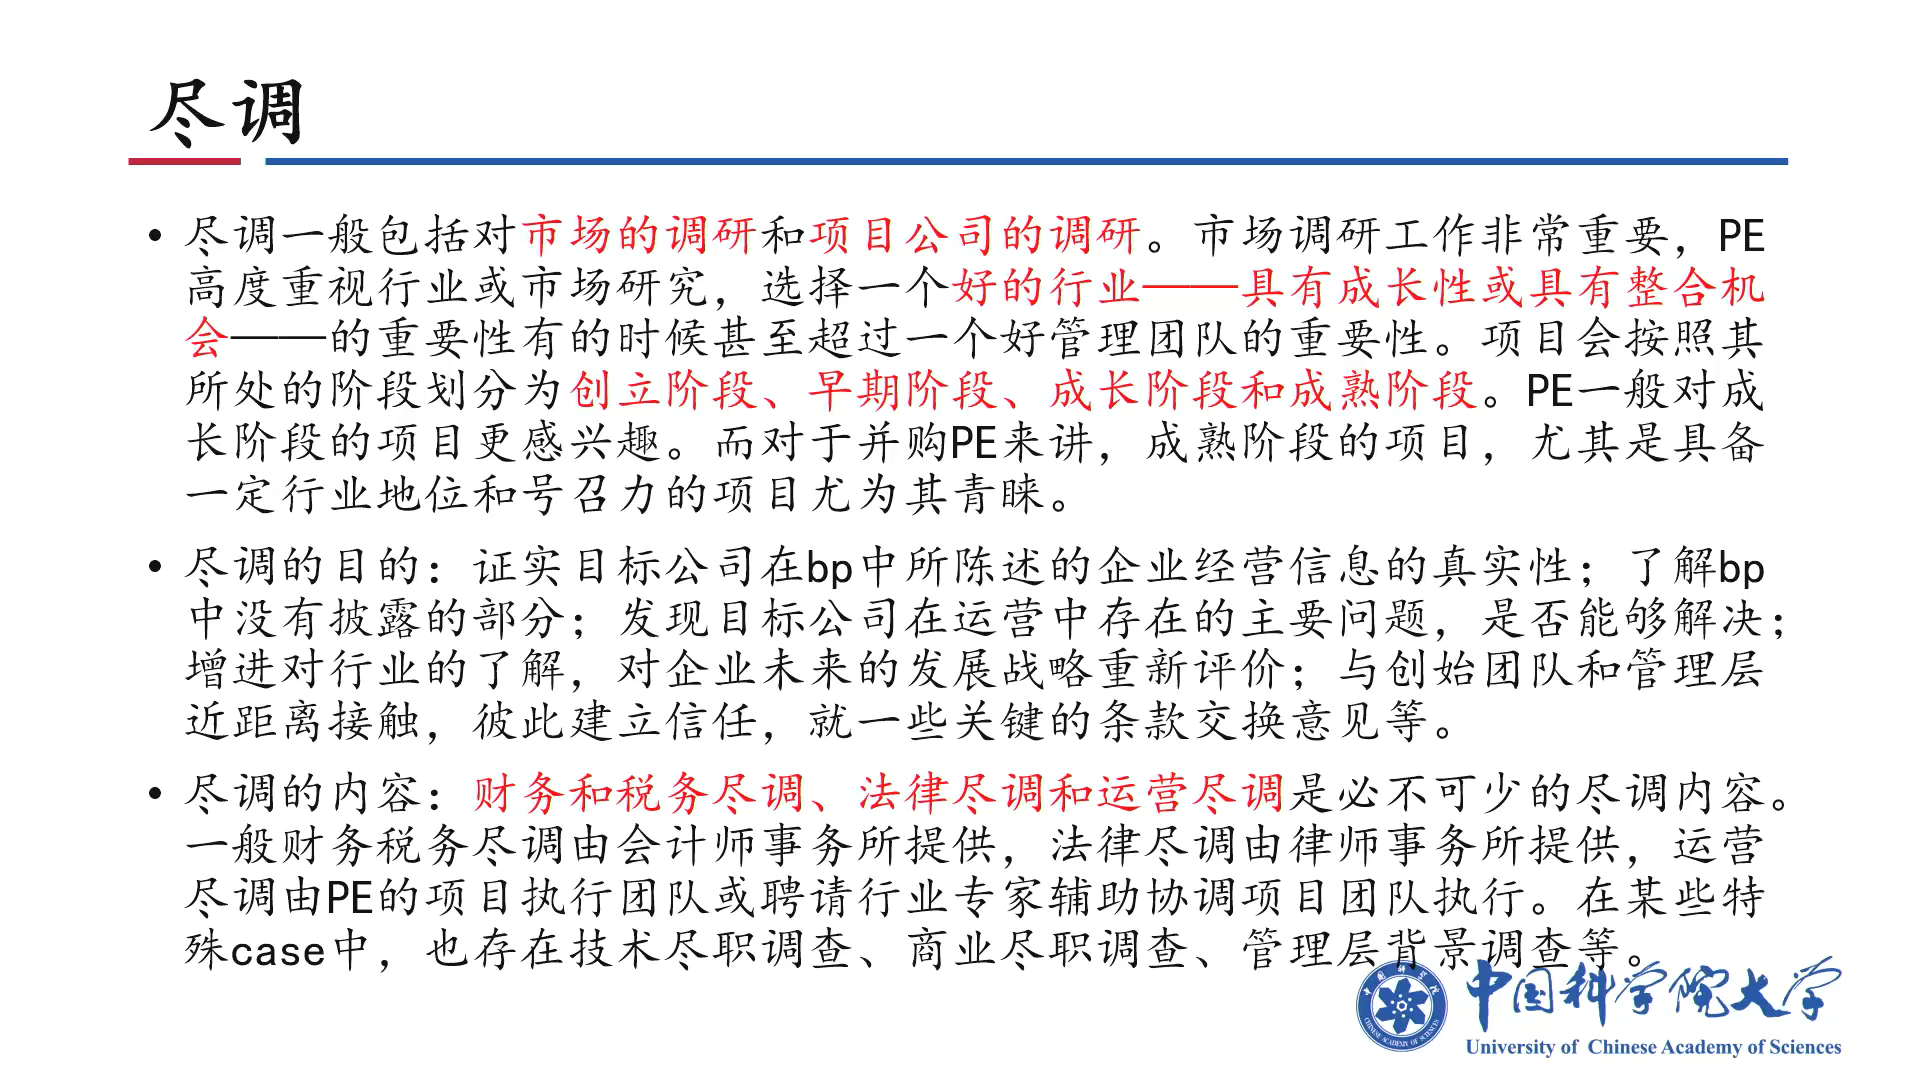 尽调
• 尽调一般包括对市场的调研和项目公司的调研。市场调研工作非常重要，PE
高度重视行业或市场研究，选择一个好的行业——具有成长性或具有整合机
会——的重要性有的时候甚至超过一个好管理团队的重要性。项目会按照其
所处的阶段划分为创立阶段、早期阶段、成长阶段和成熟阶段。PE一般对成
长阶段的项目更感兴趣。而对于并购PE来讲，成熟阶段的项目，尤其是具备
一定行业地位和号召力的项目尤为其青睐。
• 尽调的目的：证实目标公司在bp中所陈述的企业经营信息的真实性；了解bp
中没有披露的部分；发现目标公司在运营中存在的主要问题，是否能够解决；
增进对行业的了解，对企业未来的发展战略重新评价；与创始团队和管理层
近距离接触，彼此建立信任，就一些关键的条款交换意见等。
• 尽调的内容：财务和税务尽调、法律尽调和运营尽调是必不可少的尽调内容。
一般财务税务尽调由会计师事务所提供，法律尽调由律师事务所提供，运营
尽调由PE的项目执行团队或聘请行业专家辅助协调项目团队执行。在某些特
殊case中，也存在技术尽职调查、商业尽职调查、管理层背景调查等。
中国科学院
CHINESE ACADEMY OF SCIENCES
中国科学院大学
University of Chinese Academy of Sciences